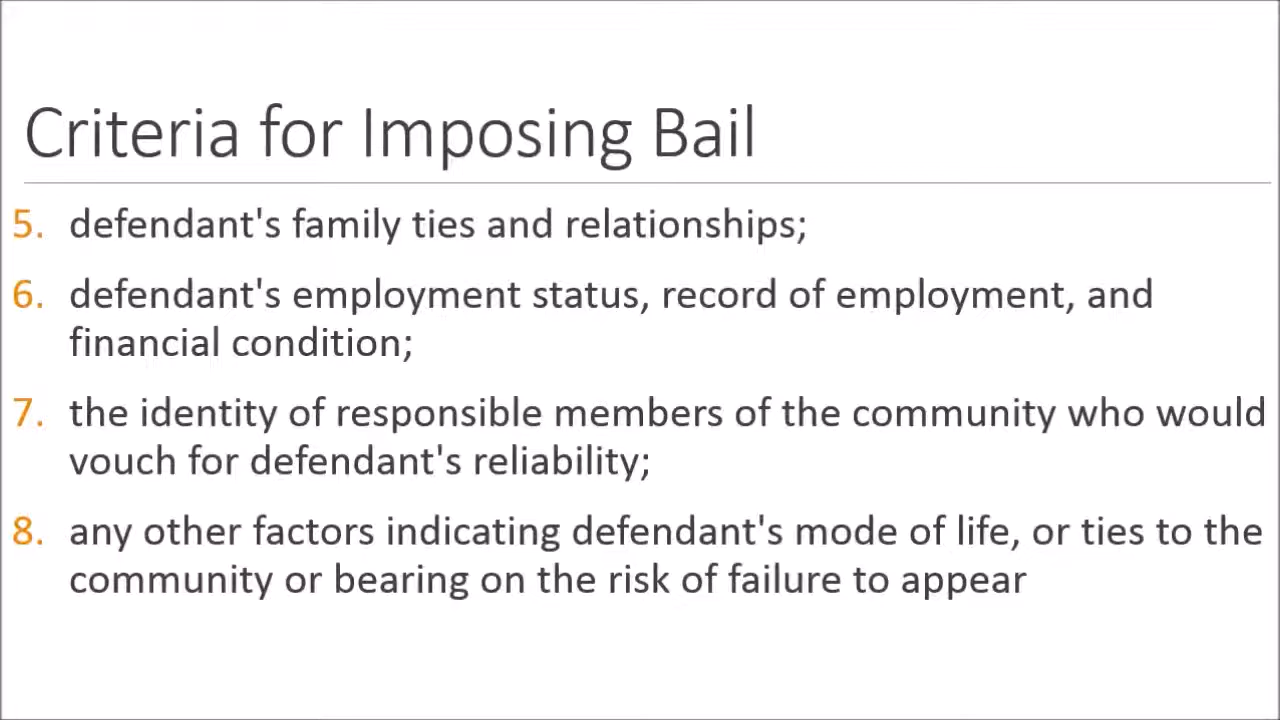 Criteria for Imposing Bail
5. defendant's family ties and relationships;
6. defendant's employment status, record of employment, and
financial condition;
7. the identity of responsible members of the community who would
vouch for defendant's reliability;
8. any other factors indicating defendant's mode of life, or ties to the
community or bearing on the risk of failure to appear